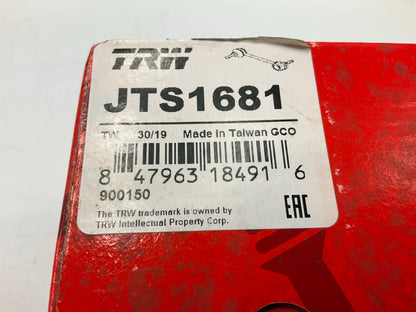 TRW
JTS1681
TW 30/19 Made In Taiwan GCO
8 47963 18491 6
900150
The TRW trademark is owned by
TRW Intellectual Property Corp.
EAC